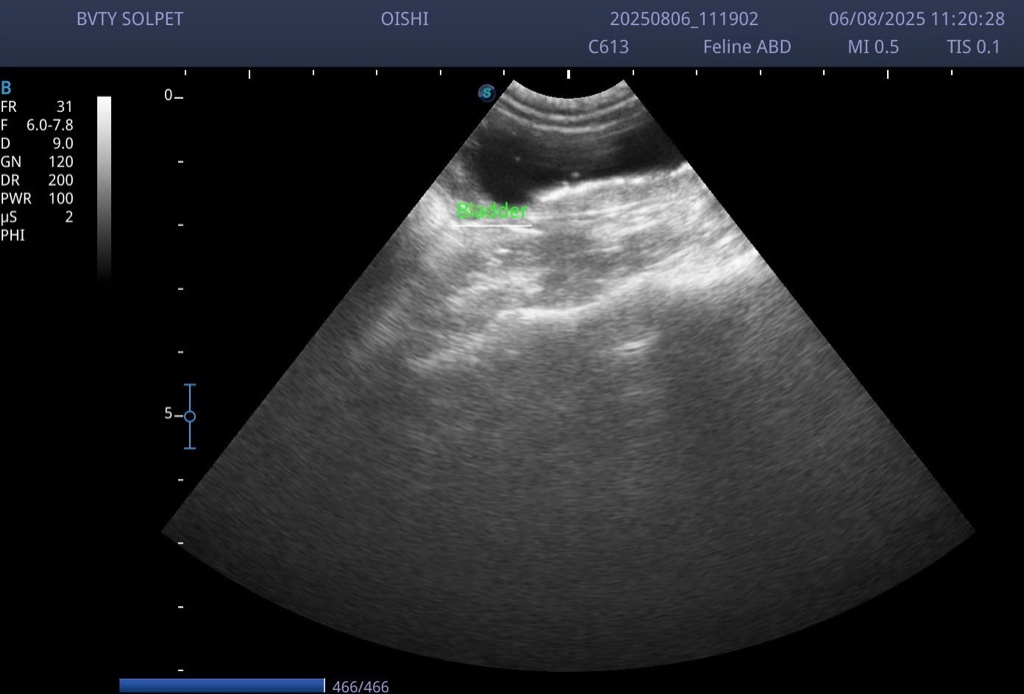 BVTY SOLPET OISHI 20250806_111902 06/08/2025 11:20:28
C613 Feline ABD MI 0.5 TIS 0.1
B
FR 31
F 6.0-7.8
D 9.0
GN 120
DR 200
PWR 100
µS 2
PHI
0
S
Bladder
5
466/466